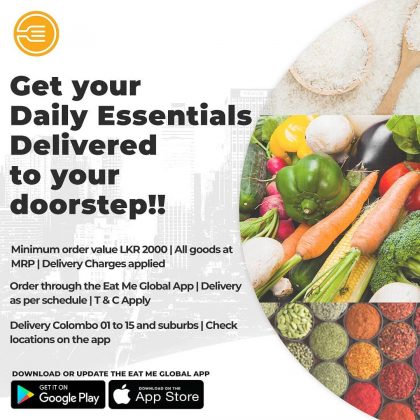 Get your
Daily Essentials
Delivered
to your
doorstep!!
Minimum order value LKR 2000 | All goods at
MRP | Delivery Charges applied
Order through the Eat Me Global App | Delivery
as per schedule | T & C Apply
Delivery Colombo 01 to 15 and suburbs | Check
locations on the app
DOWNLOAD OR UPDATE THE EAT ME GLOBAL APP
GET IT ON
Google Play
DOWNLOAD ON THE
App Store